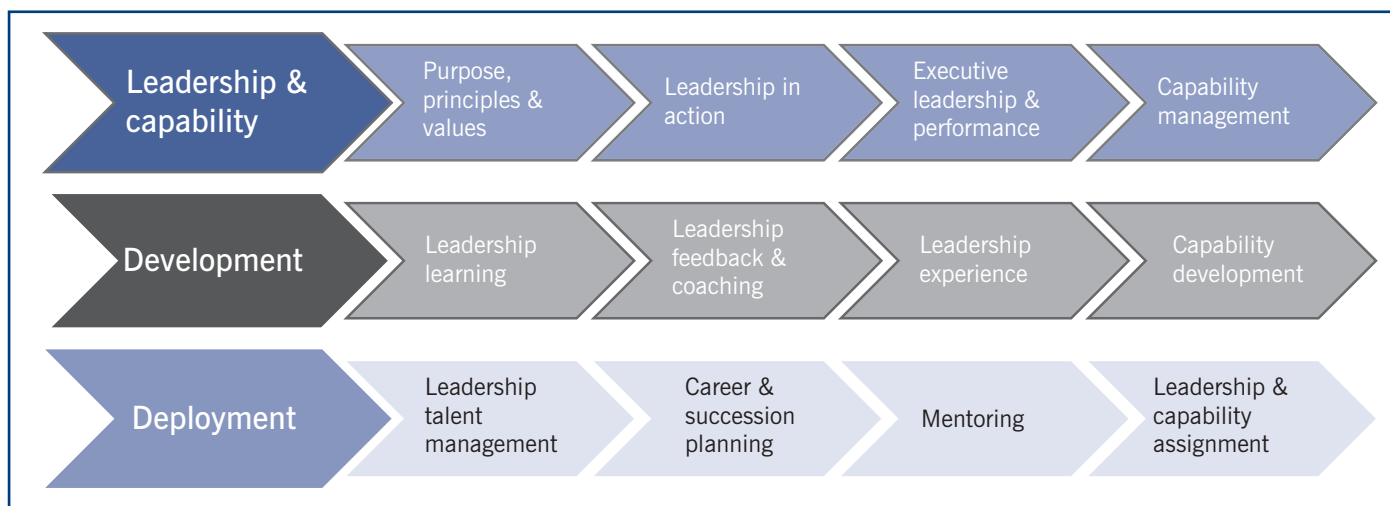 Leadership &
capability
Purpose,
principles &
values
Leadership in
action
Executive
leadership &
performance
Capability
management
Development
Leadership
learning
Leadership
feedback &
coaching
Leadership
experience
Capability
development
Deployment
Leadership
talent
management
Career &
succession
planning
Mentoring
Leadership &
capability
assignment